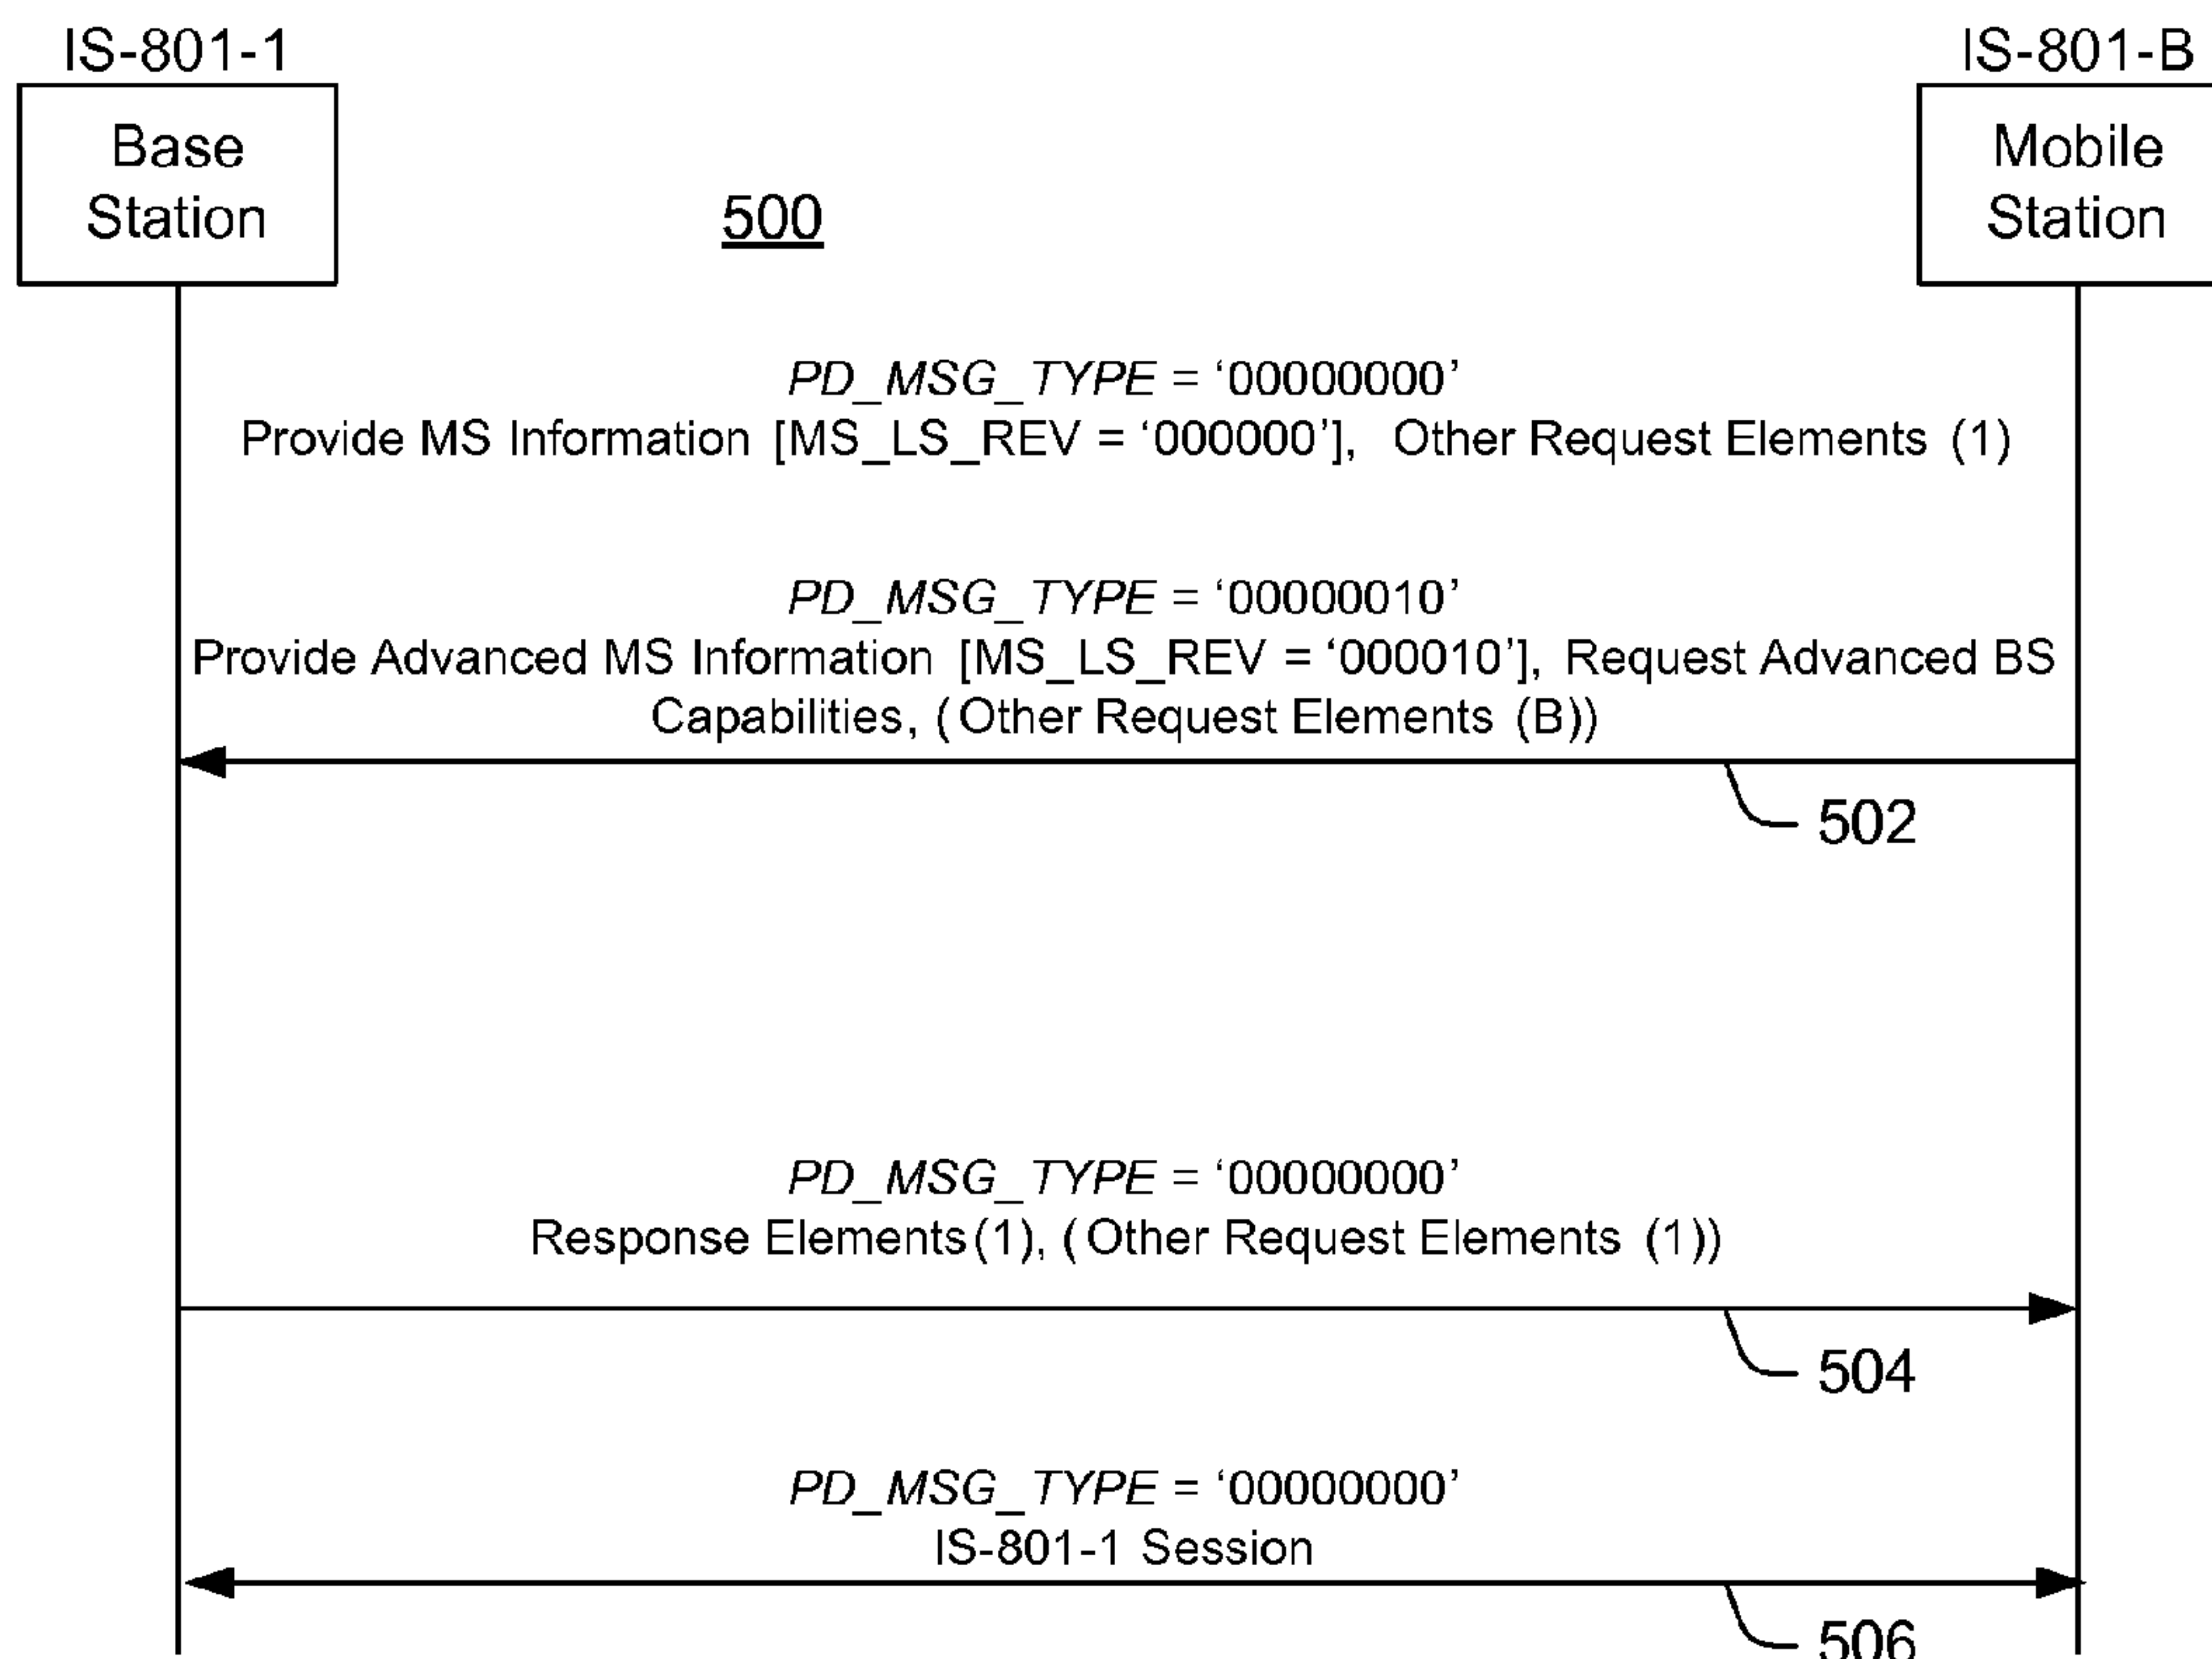 IS-801-1
IS-801-B
Base
Station
Mobile
Station
500
PD_MSG_TYPE = ‘00000000’
Provide MS Information [MS_LS_REV = ‘000000’], Other Request Elements (1)
PD_MSG_TYPE = ‘00000010’
Provide Advanced MS Information [MS_LS_REV = ‘000010’], Request Advanced BS
Capabilities, (Other Request Elements (B))
502
PD_MSG_TYPE = ‘00000000’
Response Elements(1), (Other Request Elements (1))
504
PD_MSG_TYPE = ‘00000000’
IS-801-1 Session
506